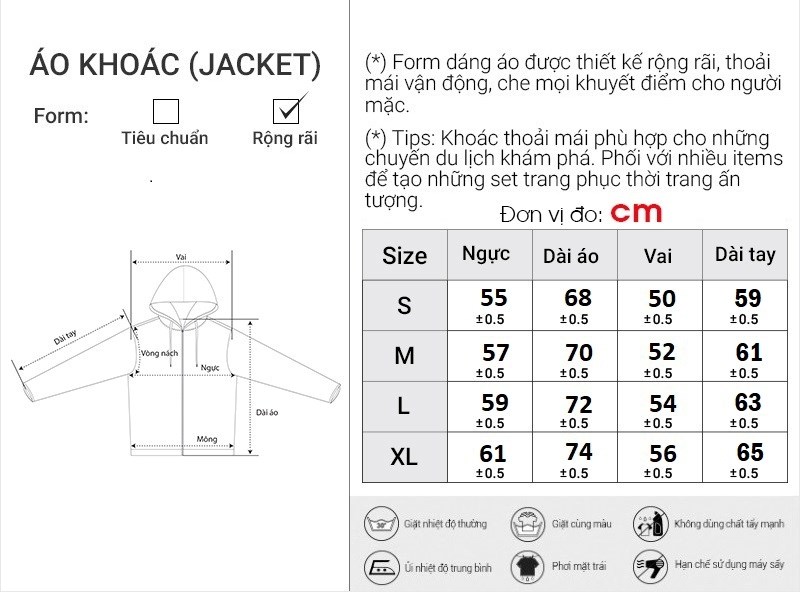 ÁO KHOÁC (JACKET)
Form:
Tiêu chuẩn
Rộng rãi
Vai
Dài tay
Vòng nách
Ngực
Dài áo
Mông
(*) Form dáng áo được thiết kế rộng rãi, thoải
mái vận động, che mọi khuyết điểm cho người
mặc.
(*) Tips: Khoác thoải mái phù hợp cho những
chuyến du lịch khám phá. Phối với nhiều items
để tạo những set trang phục thời trang ấn
tượng.
Đơn vị đo: cm
Size Ngực Dài áo Vai Dài tay
S 55 ±0.5 68 ±0.5 50 ±0.5 59 ±0.5
M 57 ±0.5 70 ±0.5 52 ±0.5 61 ±0.5
L 59 ±0.5 72 ±0.5 54 ±0.5 63 ±0.5
XL 61 ±0.5 74 ±0.5 56 ±0.5 65 ±0.5
30° Giặt nhiệt độ thường
Giặt cùng màu
Không dùng chất tẩy mạnh
Ủi nhiệt độ trung bình
Phơi mặt trái
Hạn chế sử dụng máy sấy